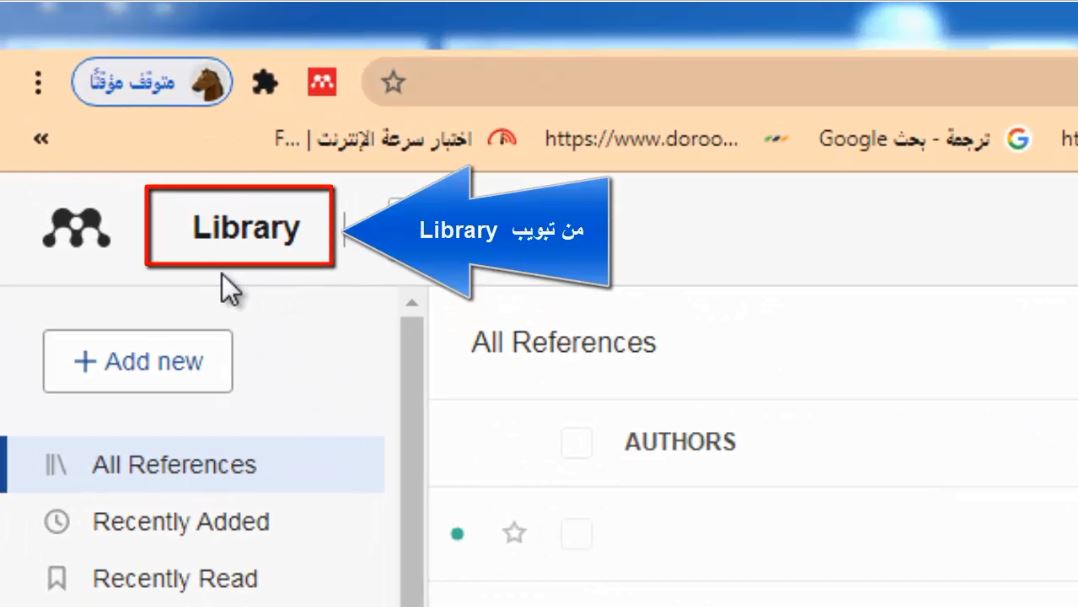 متوقف مؤقتًا
«
اختبار سرعة الإنترنت | F...
https://www.doroo...
ترجمة - بحث Google
ht
Library
من تبويب Library
+ Add new
All References
All References
AUTHORS
Recently Added
Recently Read